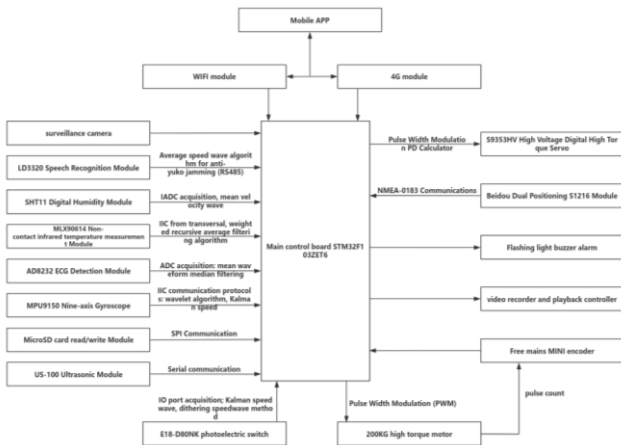 Mobile APP
WIFI module
4G module
surveillance camera
LD3320 Speech Recognition Module
Average speed wave algorit
hm for anti-
yuko jamming (RS485)
SHT11 Digital Humidity Module
IADC acquisition, mean vel
ocity wave
MLX90614 Non-
contact infrared temperature measuremen
t Module
IIC from transversal, weight
ed recursive average filteri
ng algorithm
AD8232 ECG Detection Module
ADC acquisition: mean wav
eform median filtering
MPU9150 Nine-axis Gyroscope
IIC communication protocol
s: wavelet algorithm, Kalma
n speed
MicroSD card read/write Module
SPI Communication
US-100 Ultrasonic Module
Serial communication
Main control board STM32F1
03ZET6
Pulse Width Modulatio
n PD Calculator
S9353HV High Voltage Digital High Tor
que Servo
NMEA-0183 Communications
Beidou Dual Positioning S1216 Module
Flashing light buzzer alarm
video recorder and playback controller
Free mains MINI encoder
pulse count
IO port acquisition; Kalman speed
wave, dithering speedwave metho
d
Pulse Width Modulation (PWM)
E18-D80NK photoelectric switch
200KG high torque motor